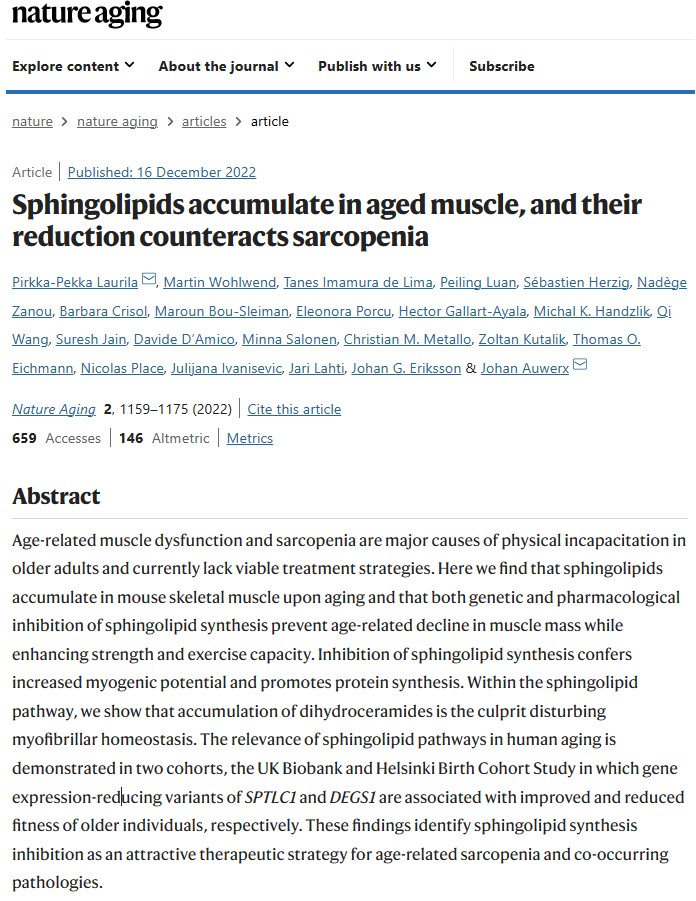 nature aging
Explore content About the journal Publish with us Subscribe
nature > nature aging > articles > article
Article | Published: 16 December 2022
Sphingolipids accumulate in aged muscle, and their
reduction counteracts sarcopenia
Pirkka-Pekka Laurila, Martin Wohlwend, Tanes Imamura de Lima, Peiling Luan, Sébastien Herzig, Nadège
Zanou, Barbara Crisol, Maroun Bou-Sleiman, Eleonora Porcu, Hector Gallart-Ayala, Michal K. Handzlik, Qi
Wang, Suresh Jain, Davide D’Amico, Minna Salonen, Christian M. Metallo, Zoltan Kutalik, Thomas O.
Eichmann, Nicolas Place, Julijana Ivanisevic, Jari Lahti, Johan G. Eriksson & Johan Auwerx
Nature Aging 2, 1159–1175 (2022) | Cite this article
659 Accesses | 146 Altmetric | Metrics
Abstract
Age-related muscle dysfunction and sarcopenia are major causes of physical incapacitation in
older adults and currently lack viable treatment strategies. Here we find that sphingolipids
accumulate in mouse skeletal muscle upon aging and that both genetic and pharmacological
inhibition of sphingolipid synthesis prevent age-related decline in muscle mass while
enhancing strength and exercise capacity. Inhibition of sphingolipid synthesis confers
increased myogenic potential and promotes protein synthesis. Within the sphingolipid
pathway, we show that accumulation of dihydroceramides is the culprit disturbing
myofibrillar homeostasis. The relevance of sphingolipid pathways in human aging is
demonstrated in two cohorts, the UK Biobank and Helsinki Birth Cohort Study in which gene
expression-reducing variants of SPTLC1 and DEGS1 are associated with improved and reduced
fitness of older individuals, respectively. These findings identify sphingolipid synthesis
inhibition as an attractive therapeutic strategy for age-related sarcopenia and co-occurring
pathologies.